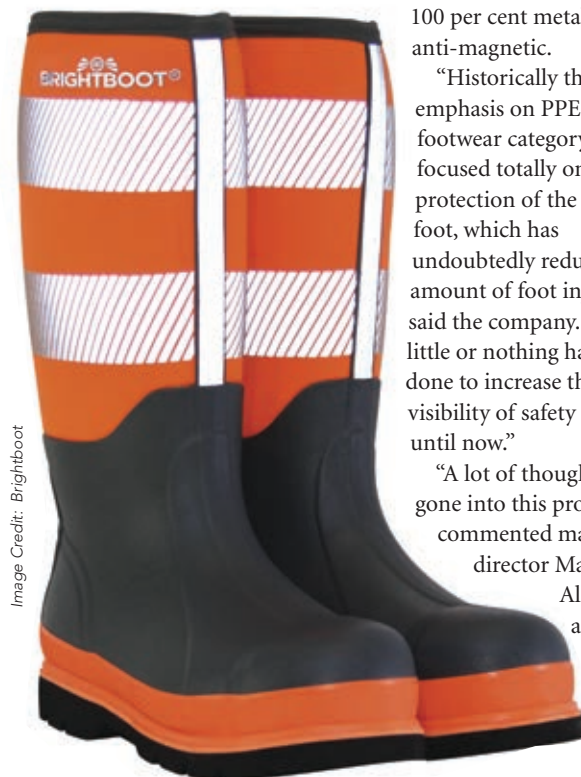 BRIGHTBOOT®
Image Credit: Brightboot
100 per cent meta
anti-magnetic.
“Historically th
emphasis on PPE
footwear category
focused totally on
protection of the
foot, which has
undoubtedly redu
amount of foot in
said the company.
little or nothing ha
done to increase th
visibility of safety
until now.”
“A lot of though
gone into this pro
commented ma
director Ma
Al
a